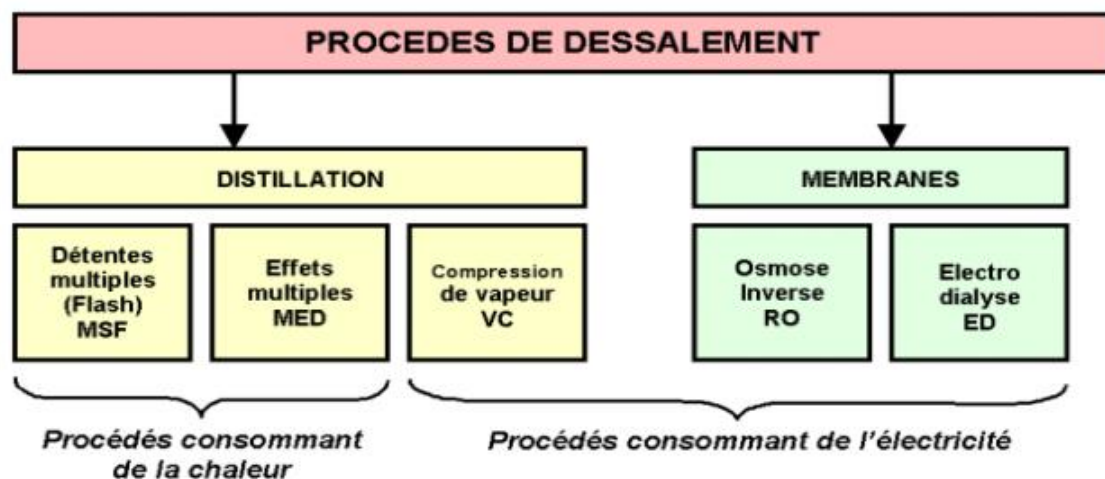 PROCEDES DE DESSALEMENT
DISTILLATION
MEMBRANES
Détentes
multiples
(Flash)
MSF
Effets
multiples
MED
Compression
de vapeur
VC
Osmose
Inverse
RO
Electro
dialyse
ED
Procédés consommant
de la chaleur
Procédés consommant de l'électricité